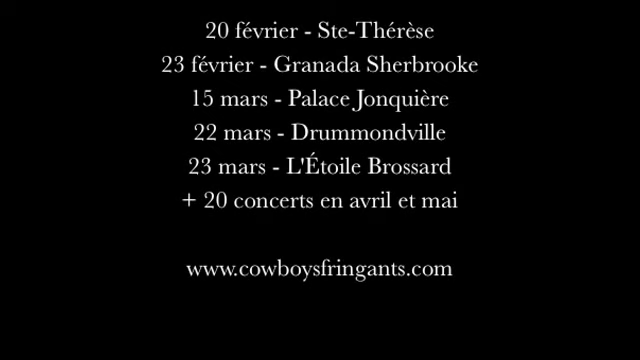 20 février - Ste-Thérèse
23 février - Granada Sherbrooke
15 mars - Palace Jonquière
22 mars - Drummondville
23 mars - L'Étoile Brossard
+ 20 concerts en avril et mai
www.cowboysfringants.com